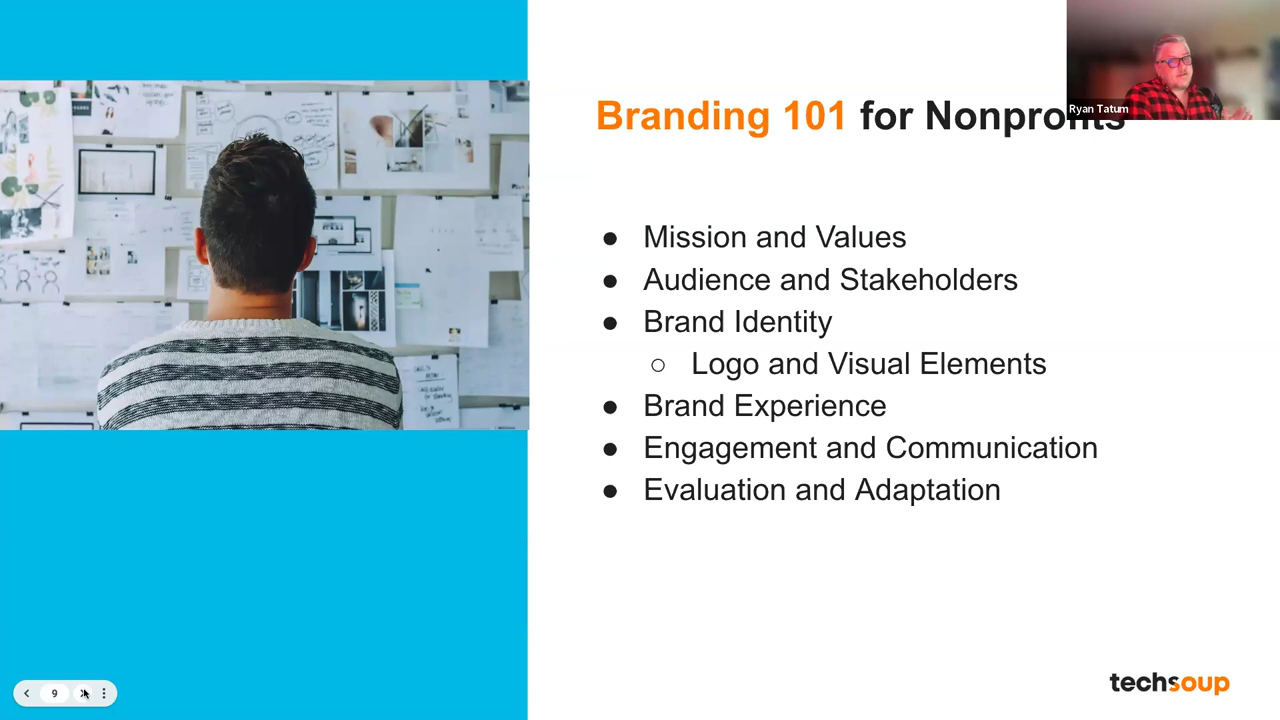 Branding 101 for Nonprofits
Ryan Tatum
● Mission and Values
● Audience and Stakeholders
● Brand Identity
○ Logo and Visual Elements
● Brand Experience
● Engagement and Communication
● Evaluation and Adaptation
9
techsoup